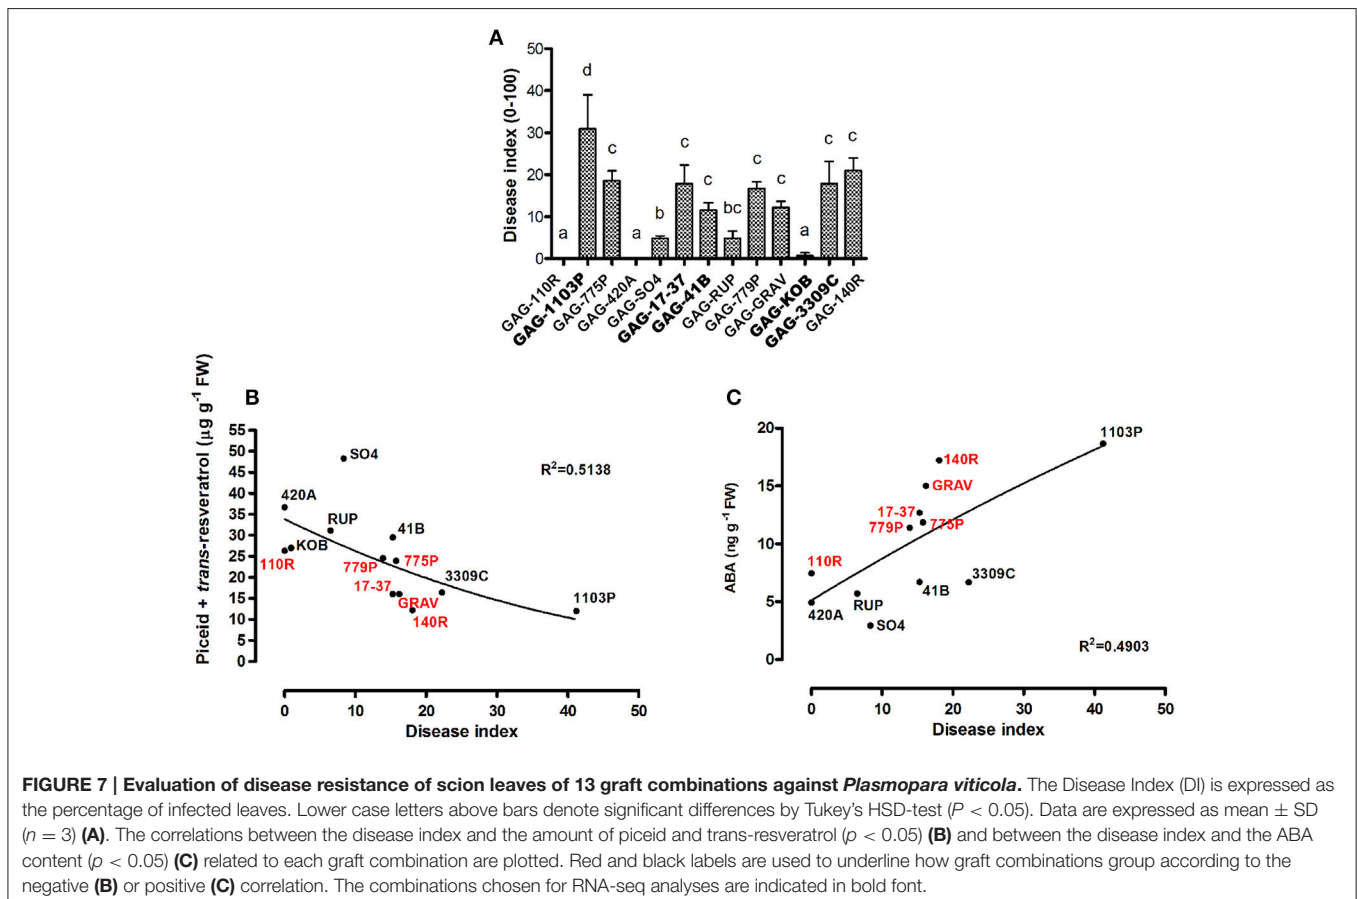 A
Disease index (0-100)
50
40
30
20
10
0
a
d
c
a
b
c
c
bc
c
c
a
c
c
GAG-110R
GAG-1103P
GAG-775P
GAG-420A
GAG-SO4
GAG-17-37
GAG-41B
GAG-RUP
GAG-779P
GAG-GRAV
GAG-KOB
GAG-3309C
GAG-140R
B
Piceid + trans-resveratrol (µg g⁻¹ FW)
55
50
45
40
35
30
25
20
15
10
5
0
SO4
R²=0.5138
420A
RUP
41B
KOB
110R
779P
775P
17-37
GRAV
3309C
140R
1103P
0 10 20 30 40 50
Disease index
C
ABA (ng g⁻¹ FW)
20
15
10
5
0
1103P
140R
GRAV
17-37
779P
775P
110R
3309C
41B
RUP
420A
SO4
R²=0.4903
0 10 20 30 40 50
Disease index
FIGURE 7 | Evaluation of disease resistance of scion leaves of 13 graft combinations against Plasmopara viticola. The Disease Index (DI) is expressed as
the percentage of infected leaves. Lower case letters above bars denote significant differences by Tukey's HSD-test (P < 0.05). Data are expressed as mean ± SD
(n = 3) (A). The correlations between the disease index and the amount of piceid and trans-resveratrol (p < 0.05) (B) and between the disease index and the ABA
content (p < 0.05) (C) related to each graft combination are plotted. Red and black labels are used to underline how graft combinations group according to the
negative (B) or positive (C) correlation. The combinations chosen for RNA-seq analyses are indicated in bold font.